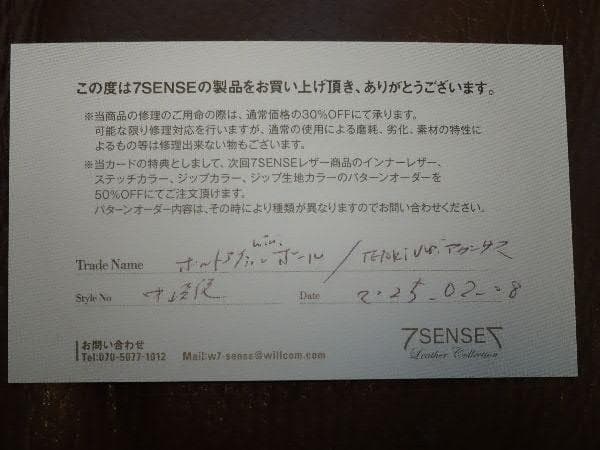 この度は7SENSEの製品をお買い上げ頂き、ありがとうございます。
※当商品の修理のご用命の際は、通常価格の30%OFFにて承ります。
可能な限り修理対応を行いますが、通常の使用による磨耗、劣化、素材の特性に
よるもの等は修理出来ない物もございます。
※当カードの特典としまして、次回7SENSEレザー商品のインナーレザー、
ステッチカラー、ジップカラー、ジップ生地カラーのパターンオーダーを
50%OFFにてご注文頂けます。
パターンオーダー内容は、その時により種類が異なりますのでお問い合わせください。
Trade Name ホール /
Style No Date 2025_02_
お問い合わせ
Tel:070-5077-1012 Mail:w7-sense@willcom.com
7SENSE7
Leather Collection